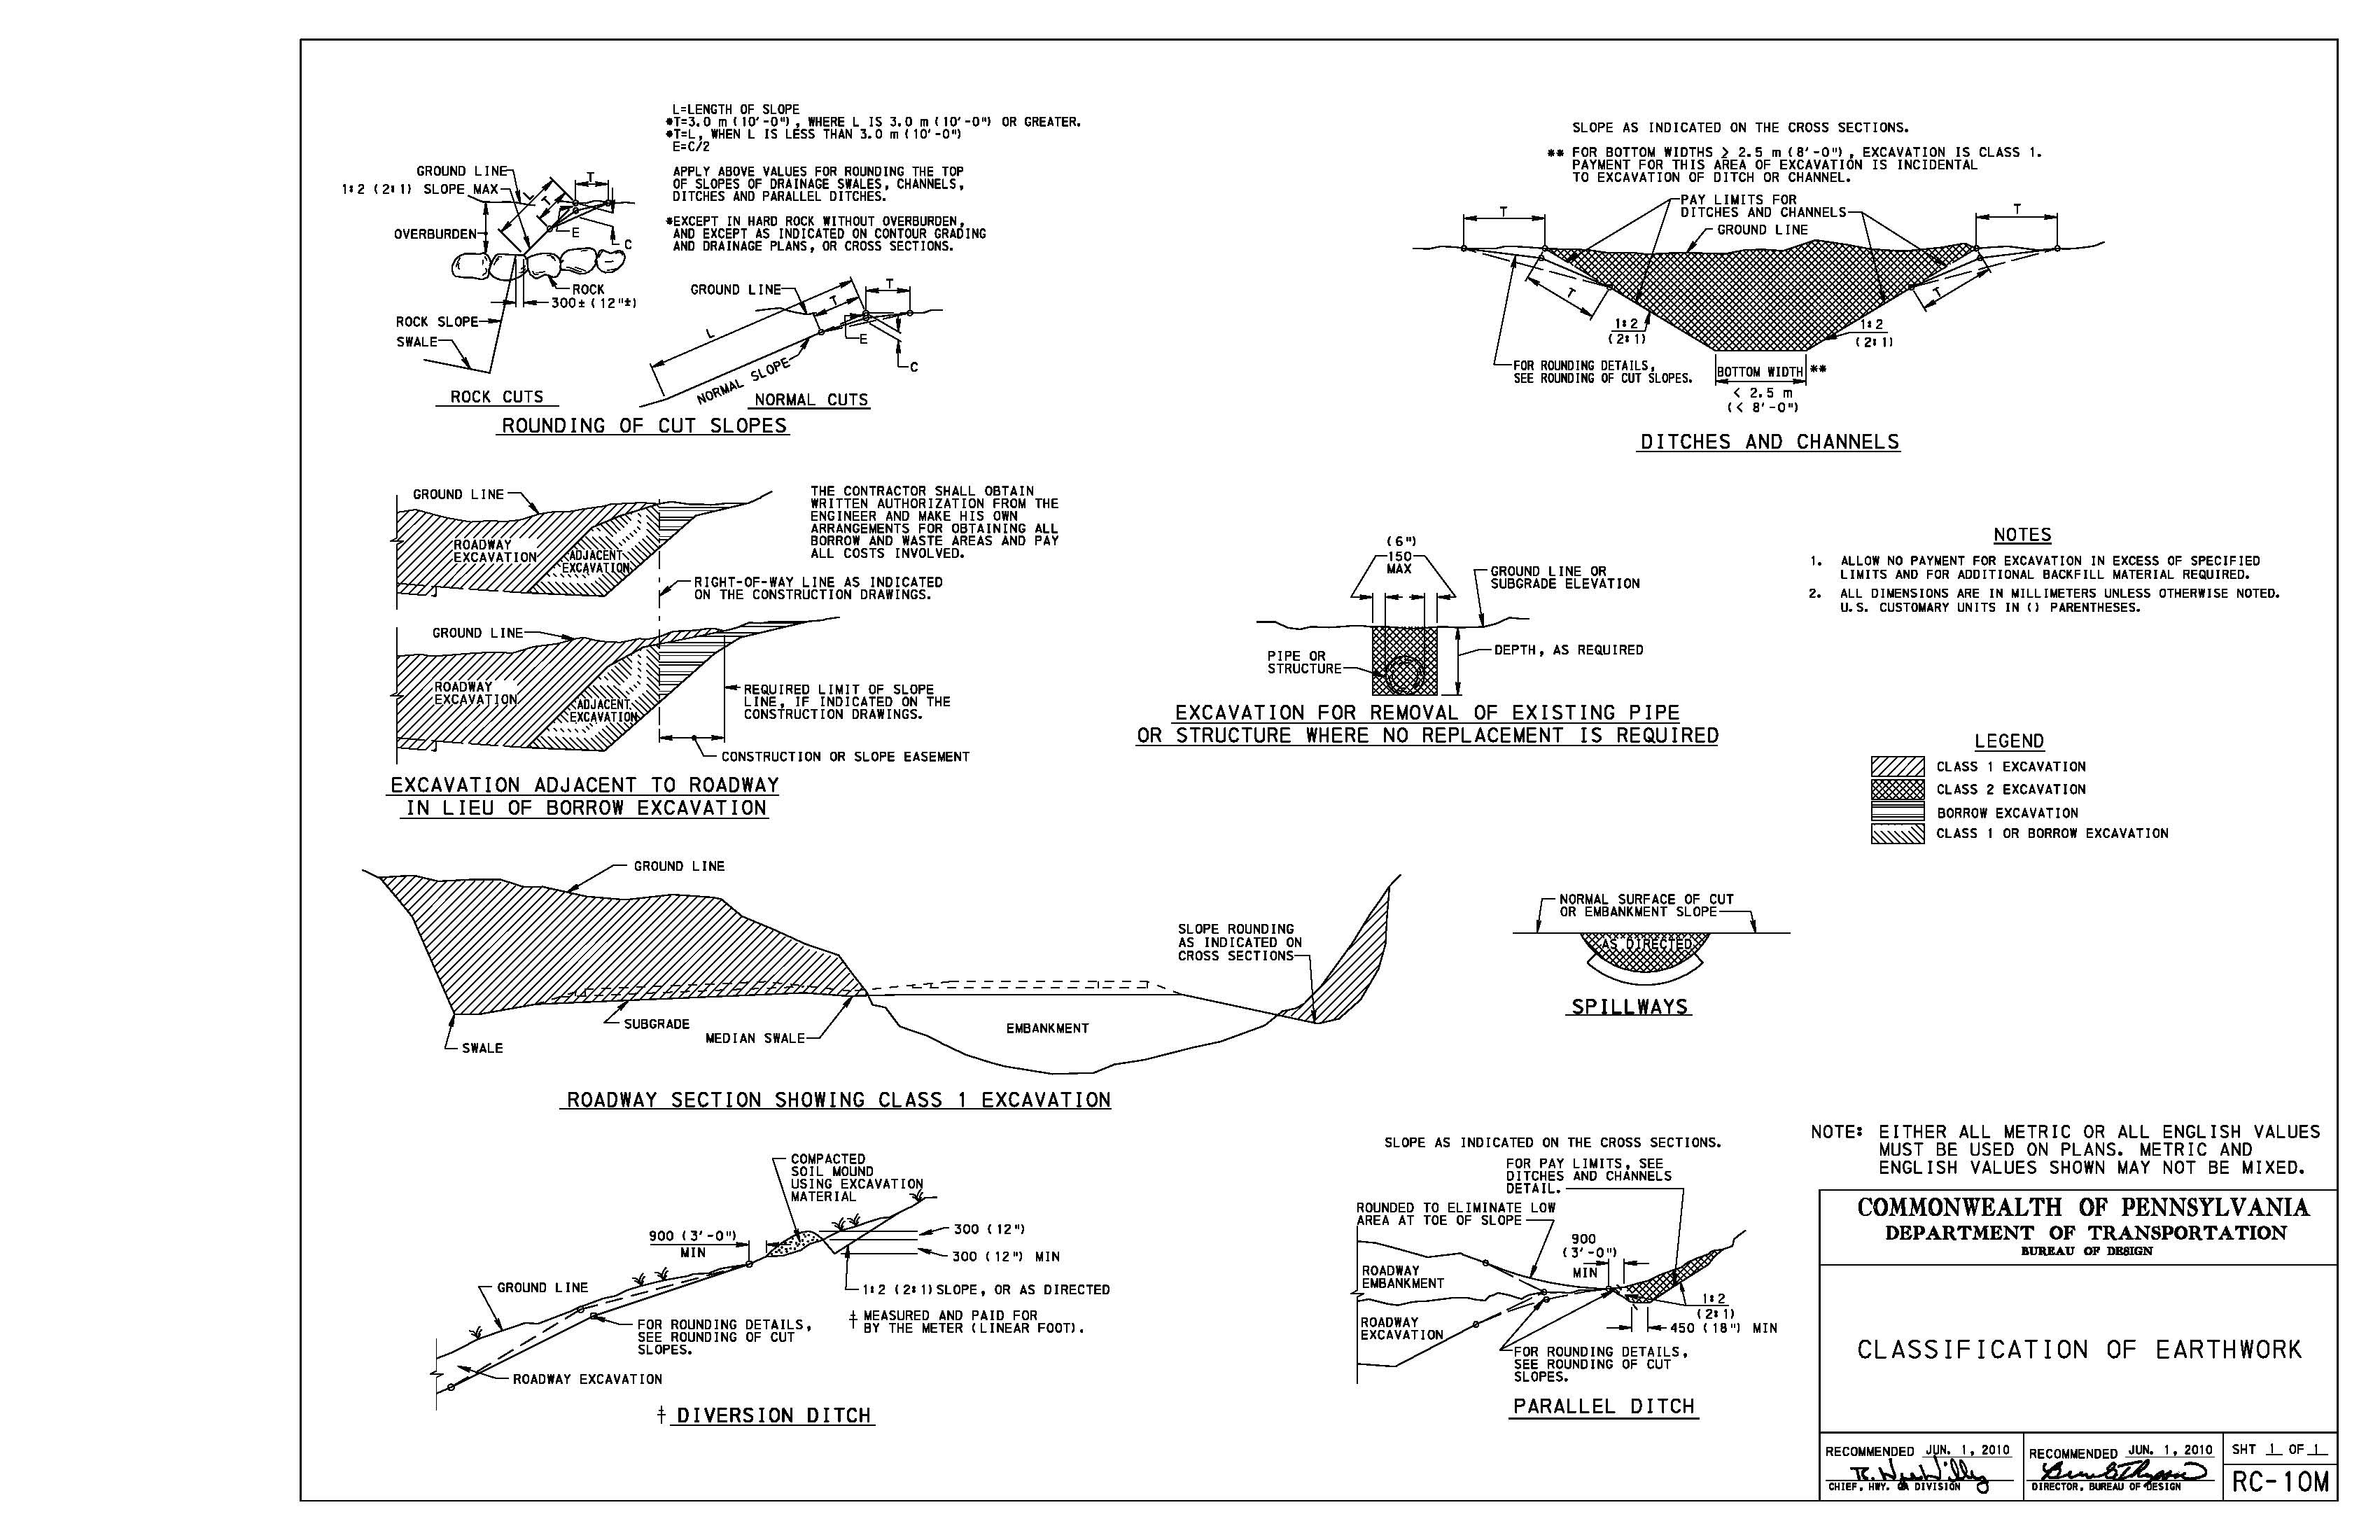 L=LENGTH OF SLOPE
*T=3.0 m (10'-0"), WHERE L IS 3.0 m (10'-0") OR GREATER.
*T=L, WHEN L IS LESS THAN 3.0 m (10'-0")
E=C/2
APPLY ABOVE VALUES FOR ROUNDING THE TOP
OF SLOPES OF DRAINAGE SWALES, CHANNELS,
DITCHES AND PARALLEL DITCHES.
*EXCEPT IN HARD ROCK WITHOUT OVERBURDEN,
AND EXCEPT AS INDICATED ON CONTOUR GRADING
AND DRAINAGE PLANS, OR CROSS SECTIONS.
GROUND LINE
1:2 (2:1) SLOPE MAX
L
T
T
OVERBURDEN
E
C
ROCK
300± (12"±)
ROCK SLOPE
SWALE
ROCK CUTS
GROUND LINE
L
T
T
E
C
NORMAL SLOPE
NORMAL CUTS
ROUNDING OF CUT SLOPES
SLOPE AS INDICATED ON THE CROSS SECTIONS.
** FOR BOTTOM WIDTHS ≥ 2.5 m (8'-0"), EXCAVATION IS CLASS 1.
PAYMENT FOR THIS AREA OF EXCAVATION IS INCIDENTAL
TO EXCAVATION OF DITCH OR CHANNEL.
PAY LIMITS FOR
DITCHES AND CHANNELS
GROUND LINE
T
T
T
T
1:2
(2:1)
1:2
(2:1)
FOR ROUNDING DETAILS,
SEE ROUNDING OF CUT SLOPES.
BOTTOM WIDTH **
< 2.5 m
(< 8'-0")
DITCHES AND CHANNELS
GROUND LINE
ROADWAY
EXCAVATION
ADJACENT
EXCAVATION
THE CONTRACTOR SHALL OBTAIN
WRITTEN AUTHORIZATION FROM THE
ENGINEER AND MAKE HIS OWN
ARRANGEMENTS FOR OBTAINING ALL
BORROW AND WASTE AREAS AND PAY
ALL COSTS INVOLVED.
RIGHT-OF-WAY LINE AS INDICATED
ON THE CONSTRUCTION DRAWINGS.
GROUND LINE
ROADWAY
EXCAVATION
ADJACENT
EXCAVATION
REQUIRED LIMIT OF SLOPE
LINE, IF INDICATED ON THE
CONSTRUCTION DRAWINGS.
CONSTRUCTION OR SLOPE EASEMENT
EXCAVATION ADJACENT TO ROADWAY
IN LIEU OF BORROW EXCAVATION
(6")
150
MAX
GROUND LINE OR
SUBGRADE ELEVATION
PIPE OR
STRUCTURE
DEPTH, AS REQUIRED
EXCAVATION FOR REMOVAL OF EXISTING PIPE
OR STRUCTURE WHERE NO REPLACEMENT IS REQUIRED
NOTES
1. ALLOW NO PAYMENT FOR EXCAVATION IN EXCESS OF SPECIFIED
LIMITS AND FOR ADDITIONAL BACKFILL MATERIAL REQUIRED.
2. ALL DIMENSIONS ARE IN MILLIMETERS UNLESS OTHERWISE NOTED.
U.S. CUSTOMARY UNITS IN () PARENTHESES.
LEGEND
CLASS 1 EXCAVATION
CLASS 2 EXCAVATION
BORROW EXCAVATION
CLASS 1 OR BORROW EXCAVATION
GROUND LINE
SLOPE ROUNDING
AS INDICATED ON
CROSS SECTIONS
SUBGRADE
MEDIAN SWALE
SWALE
EMBANKMENT
ROADWAY SECTION SHOWING CLASS 1 EXCAVATION
NORMAL SURFACE OF CUT
OR EMBANKMENT SLOPE
AS DIRECTED
SPILLWAYS
COMPACTED
SOIL MOUND
USING EXCAVATION
MATERIAL
900 (3'-0")
MIN
300 (12")
300 (12") MIN
1:2 (2:1) SLOPE, OR AS DIRECTED
GROUND LINE
‡ MEASURED AND PAID FOR
BY THE METER (LINEAR FOOT).
FOR ROUNDING DETAILS,
SEE ROUNDING OF CUT
SLOPES.
ROADWAY EXCAVATION
‡ DIVERSION DITCH
SLOPE AS INDICATED ON THE CROSS SECTIONS.
FOR PAY LIMITS, SEE
DITCHES AND CHANNELS
DETAIL.
ROUNDED TO ELIMINATE LOW
AREA AT TOE OF SLOPE
900
(3'-0")
MIN
ROADWAY
EMBANKMENT
1:2
(2:1)
450 (18") MIN
ROADWAY
EXCAVATION
FOR ROUNDING DETAILS,
SEE ROUNDING OF CUT
SLOPES.
PARALLEL DITCH
NOTE: EITHER ALL METRIC OR ALL ENGLISH VALUES
MUST BE USED ON PLANS. METRIC AND
ENGLISH VALUES SHOWN MAY NOT BE MIXED.
COMMONWEALTH OF PENNSYLVANIA
DEPARTMENT OF TRANSPORTATION
BUREAU OF DESIGN
CLASSIFICATION OF EARTHWORK
RECOMMENDED JUN. 1, 2010
CHIEF, HWY. QA DIVISION
RECOMMENDED JUN. 1, 2010
DIRECTOR, BUREAU OF DESIGN
SHT 1 OF 1
RC-10M